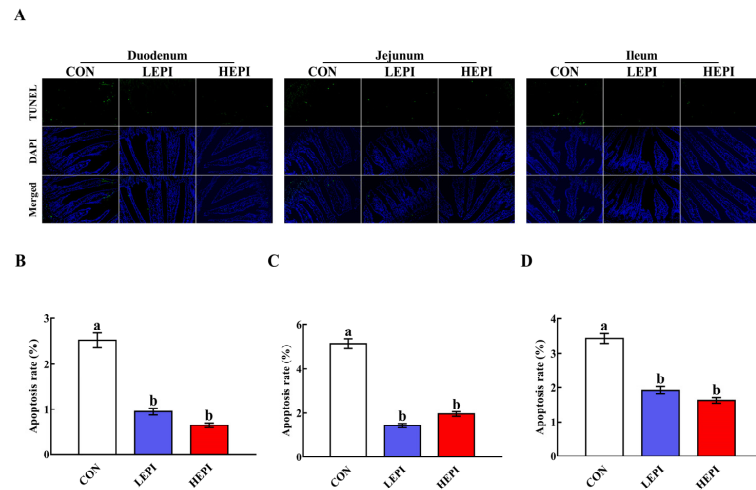 A
Duodenum Jejunum Ileum
CON LEPI HEPI CON LEPI HEPI CON LEPI HEPI
TUNEL
DAPI
Merged
B
Apoptosis rate (%)
3
2
1
0
a
b
b
CON
LEPI
HEPI
C
Apoptosis rate (%)
6
4
2
0
a
b
b
CON
LEPI
HEPI
D
Apoptosis rate (%)
4
3
2
1
0
a
b
b
CON
LEPI
HEPI